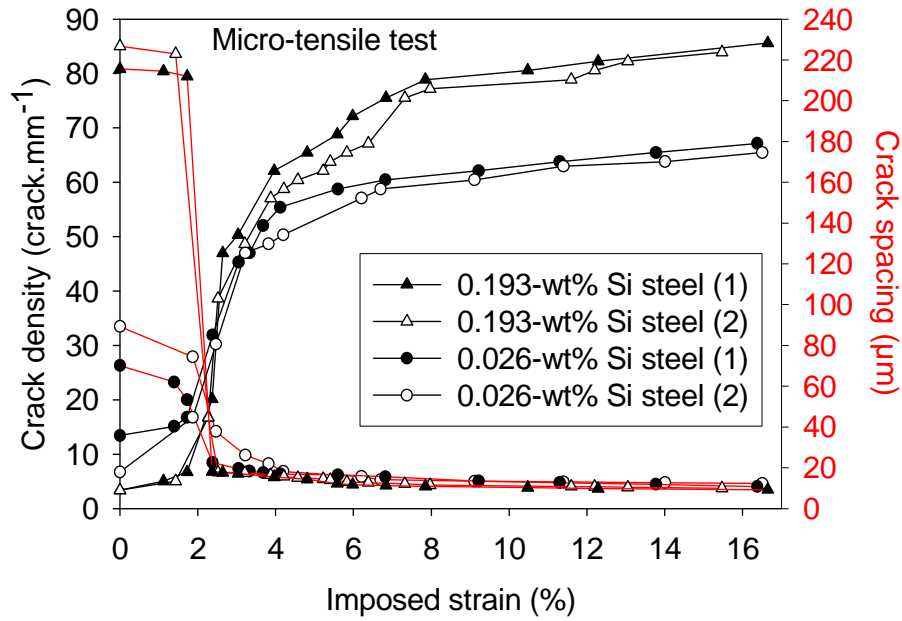 Micro-tensile test
Crack density (crack.mm⁻¹)
90
80
70
60
50
40
30
20
10
0
240
220
200
180
160
140
120
100
80
60
40
20
0
Crack spacing (µm)
0.193-wt% Si steel (1)
0.193-wt% Si steel (2)
0.026-wt% Si steel (1)
0.026-wt% Si steel (2)
0 2 4 6 8 10 12 14 16
Imposed strain (%)